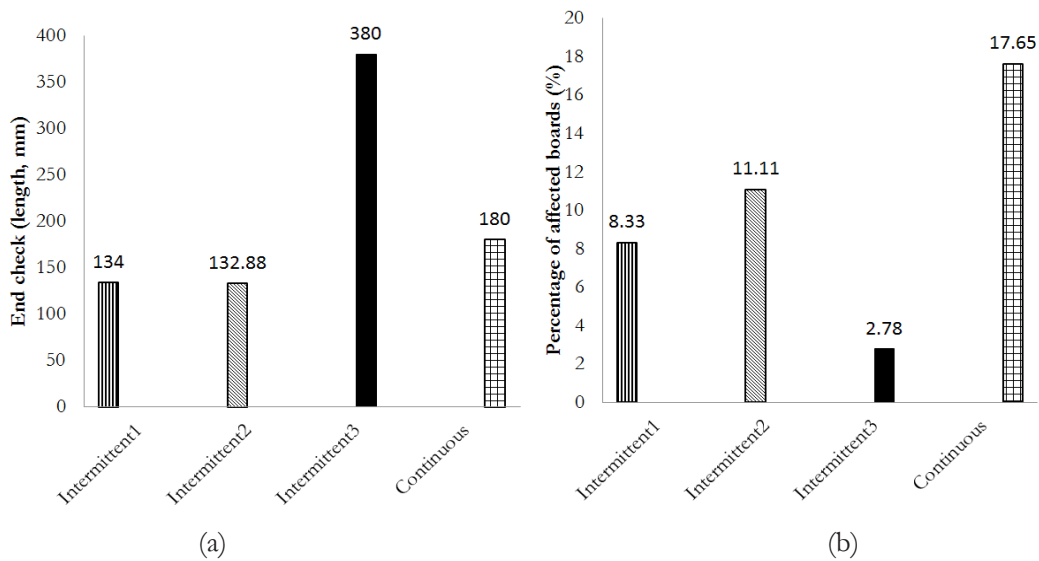 End check (length, mm)
400
350
300
250
200
150
100
50
0
134
132.88
380
180
Intermittent1
Intermittent2
Intermittent3
Continuous
(a)
Percentage of affected boards (%)
20
18
16
14
12
10
8
6
4
2
0
8.33
11.11
2.78
17.65
Intermittent1
Intermittent2
Intermittent3
Continuous
(b)